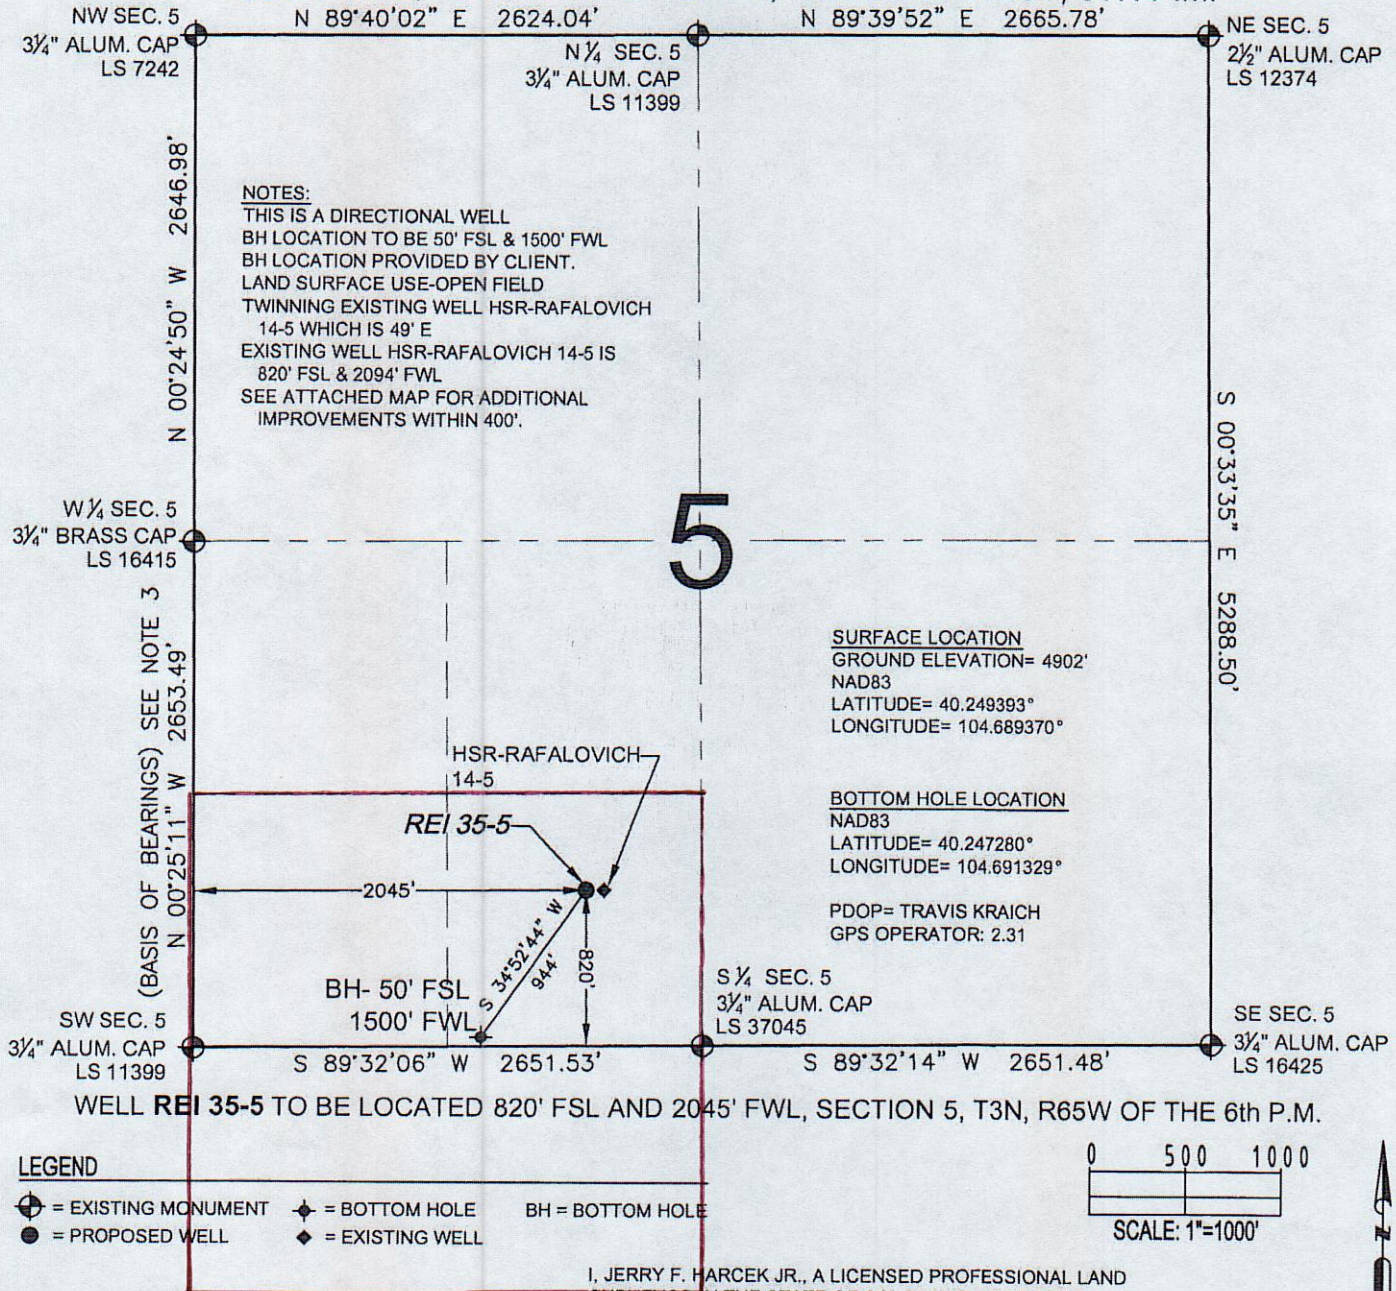 NW SEC. 5
3¼" ALUM. CAP
LS 7242
N 89°40'02" E 2624.04'
N ¼ SEC. 5
3¼" ALUM. CAP
LS 11399
N 89°39'52" E 2665.78'
NE SEC. 5
2½" ALUM. CAP
LS 12374
N 00°24'50" W 2646.98'
NOTES:
THIS IS A DIRECTIONAL WELL
BH LOCATION TO BE 50' FSL & 1500' FWL
BH LOCATION PROVIDED BY CLIENT.
LAND SURFACE USE-OPEN FIELD
TWINNING EXISTING WELL HSR-RAFALOVICH
14-5 WHICH IS 49' E
EXISTING WELL HSR-RAFALOVICH 14-5 IS
820' FSL & 2094' FWL
SEE ATTACHED MAP FOR ADDITIONAL
IMPROVEMENTS WITHIN 400'.
S 00°33'35" E 5288.50'
W ¼ SEC. 5
3¼" BRASS CAP
LS 16415
5
(BASIS OF BEARINGS) SEE NOTE 3
N 00°25'11" W 2653.49'
SURFACE LOCATION
GROUND ELEVATION= 4902'
NAD83
LATITUDE= 40.249393°
LONGITUDE= 104.689370°
HSR-RAFALOVICH
14-5
REI 35-5
2045'
BOTTOM HOLE LOCATION
NAD83
LATITUDE= 40.247280°
LONGITUDE= 104.691329°
PDOP= TRAVIS KRAICH
GPS OPERATOR: 2.31
S 34°52'44" W
944'
820'
BH- 50' FSL
1500' FWL
SW SEC. 5
3¼" ALUM. CAP
LS 11399
S 89°32'06" W 2651.53'
S ¼ SEC. 5
3¼" ALUM. CAP
LS 37045
S 89°32'14" W 2651.48'
SE SEC. 5
3¼" ALUM. CAP
LS 16425
WELL REI 35-5 TO BE LOCATED 820' FSL AND 2045' FWL, SECTION 5, T3N, R65W OF THE 6th P.M.
LEGEND
= EXISTING MONUMENT = BOTTOM HOLE BH = BOTTOM HOLE
= PROPOSED WELL = EXISTING WELL
0 500 1000
SCALE: 1"=1000'
N
I, JERRY F. HARCEK JR., A LICENSED PROFESSIONAL LAND